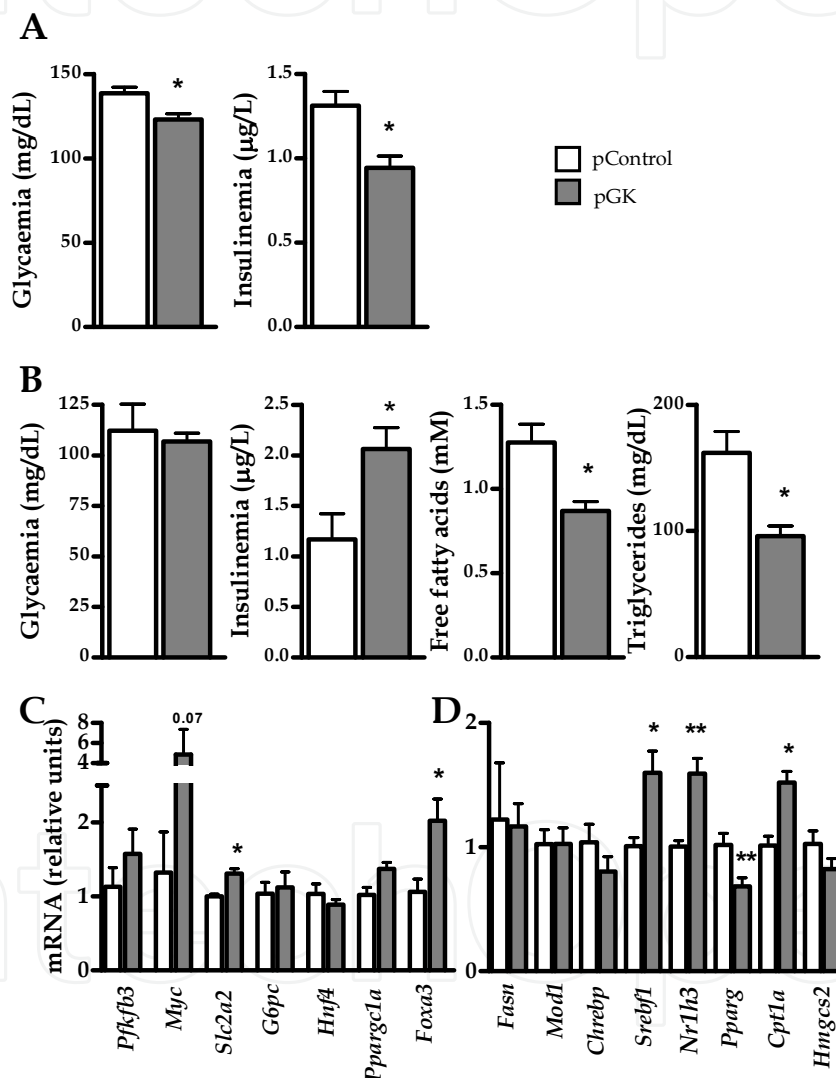 A
Glycaemia (mg/dL)
150
100
50
0
*
Insulinemia (µg/L)
1.5
1.0
0.5
0.0
*
pControl
pGK
B
Glycaemia (mg/dL)
125
100
75
50
25
0
Insulinemia (µg/L)
2.5
2.0
1.5
1.0
0.5
0.0
*
Free fatty acids (mM)
1.5
1.0
0.5
0.0
*
Triglycerides (mg/dL)
200
100
0
*
C
mRNA (relative units)
8
6
4
2
1
0
0.07
*
*
Pfkfb3
Myc
Slc2a2
G6pc
Hnf4
Ppargc1a
Foxa3
D
2
1
0
*
**
**
*
Fasn
Mod1
Chrebp
Srebf1
Nr1h3
Pparg
Cpt1a
Hmgcs2